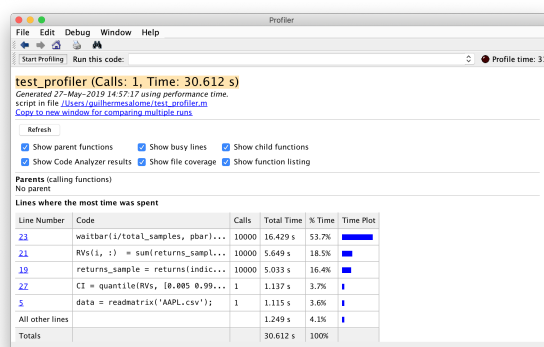 Profiler
File Edit Debug Window Help
Start Profiling Run this code: Profile time: 31
test_profiler (Calls: 1, Time: 30.612 s)
Generated 27-May-2019 14:57:17 using performance time.
script in file /Users/guilhermesalome/test_profiler.m
Copy to new window for comparing multiple runs
Refresh
Show parent functions Show busy lines Show child functions
Show Code Analyzer results Show file coverage Show function listing
Parents (calling functions)
No parent
Lines where the most time was spent
Line Number Code Calls Total Time % Time Time Plot
23 waitbar(i/total_samples, pbar)... 10000 16.429 s 53.7%
21 RVs(i, :) = sum(returns_sampl... 10000 5.649 s 18.5%
19 returns_sample = returns(indic... 10000 5.033 s 16.4%
27 CI = quantile(RVs, [0.005 0.99... 1 1.137 s 3.7%
5 data = readmatrix('AAPL.csv'); 1 1.115 s 3.6%
All other lines 1.249 s 4.1%
Totals 30.612 s 100%